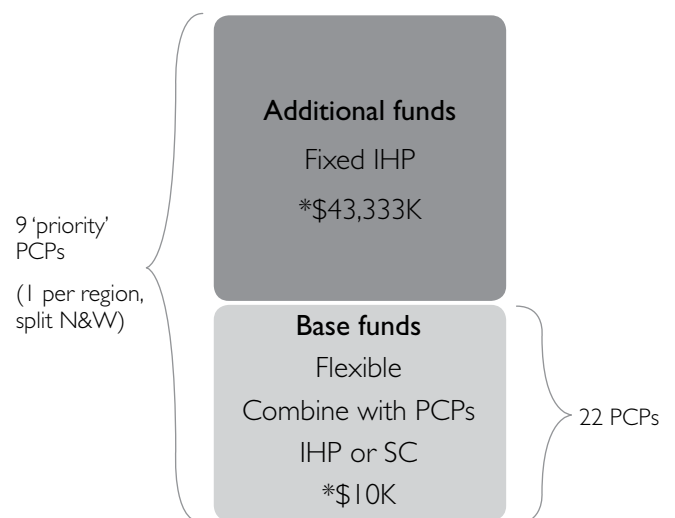 Additional funds
Fixed IHP
*$43,333K
9 ‘priority’
PCPs
(1 per region,
split N&W)
Base funds
Flexible
Combine with PCPs
IHP or SC
*$10K
22 PCPs